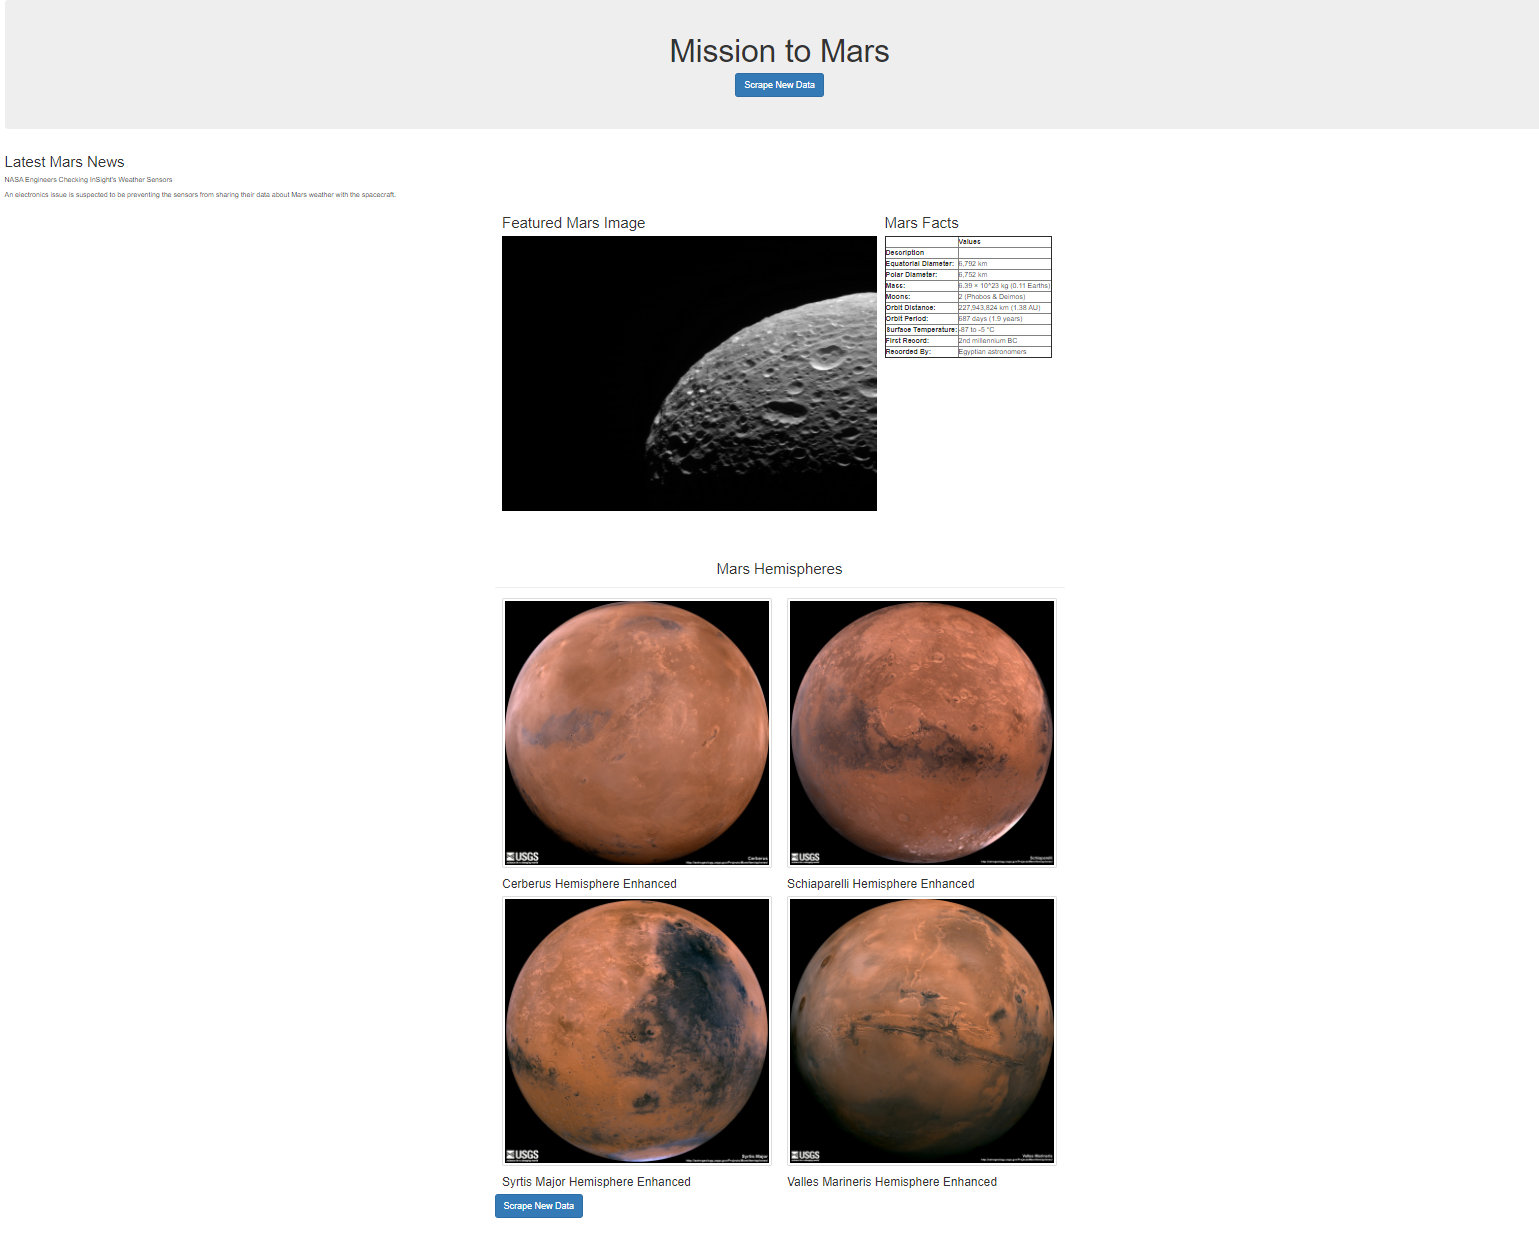 Mission to Mars
Scrape New Data
Latest Mars News
NASA Engineers Checking InSight's Weather Sensors
An electronics issue is suspected to be preventing the sensors from sharing their data about Mars weather with the spacecraft.
Featured Mars Image
Mars Facts
Values
Description
Equatorial Diameter: 6,792 km
Polar Diameter: 6,752 km
Mass: 6.39 × 10^23 kg (0.11 Earths)
Moons: 2 (Phobos & Deimos)
Orbit Distance: 227,943,824 km (1.38 AU)
Orbit Period: 687 days (1.9 years)
Surface Temperature: -87 to -5 °C
First Record: 2nd millennium BC
Recorded By: Egyptian astronomers
Mars Hemispheres
USGS
Cerberus
USGS
Schiaparelli
Cerberus Hemisphere Enhanced
Schiaparelli Hemisphere Enhanced
USGS
Syrtis Major
USGS
Valles Marineris
Syrtis Major Hemisphere Enhanced
Valles Marineris Hemisphere Enhanced
Scrape New Data